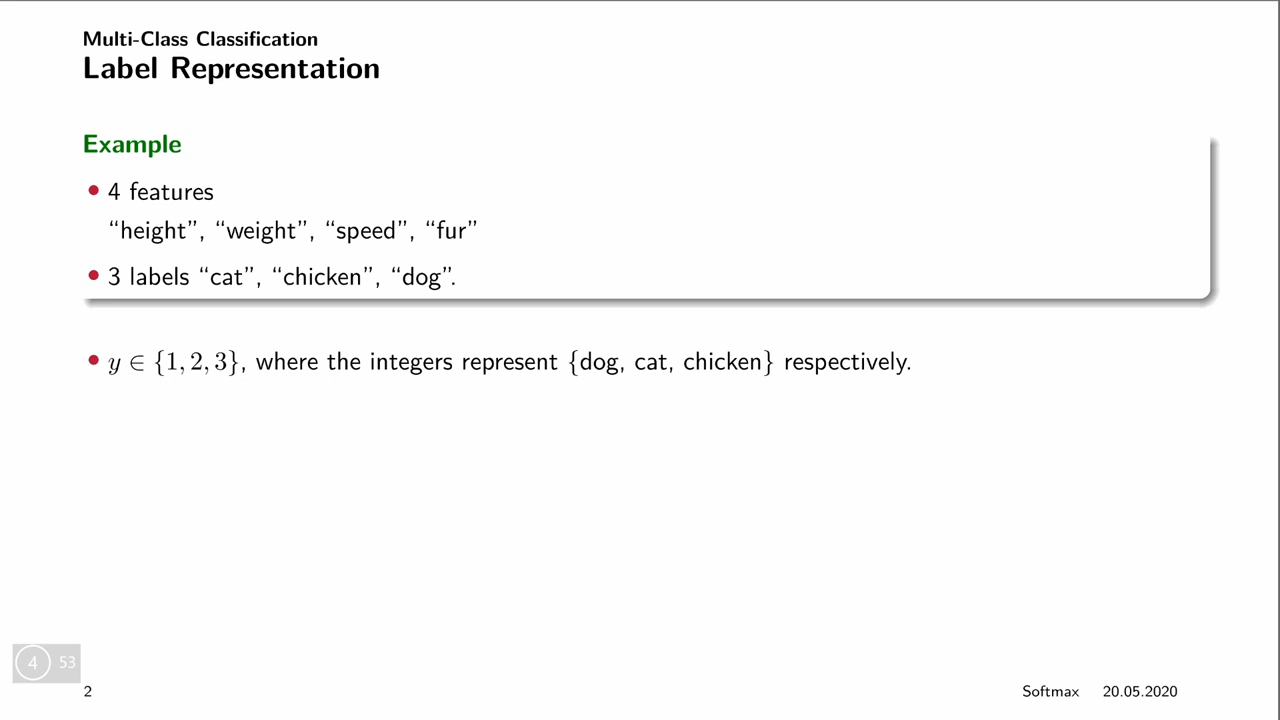 Multi-Class Classification
Label Representation
Example
• 4 features
“height”, “weight”, “speed”, “fur”
• 3 labels “cat”, “chicken”, “dog”.
• y ∈ {1, 2, 3}, where the integers represent {dog, cat, chicken} respectively.
4 53
2 Softmax 20.05.2020